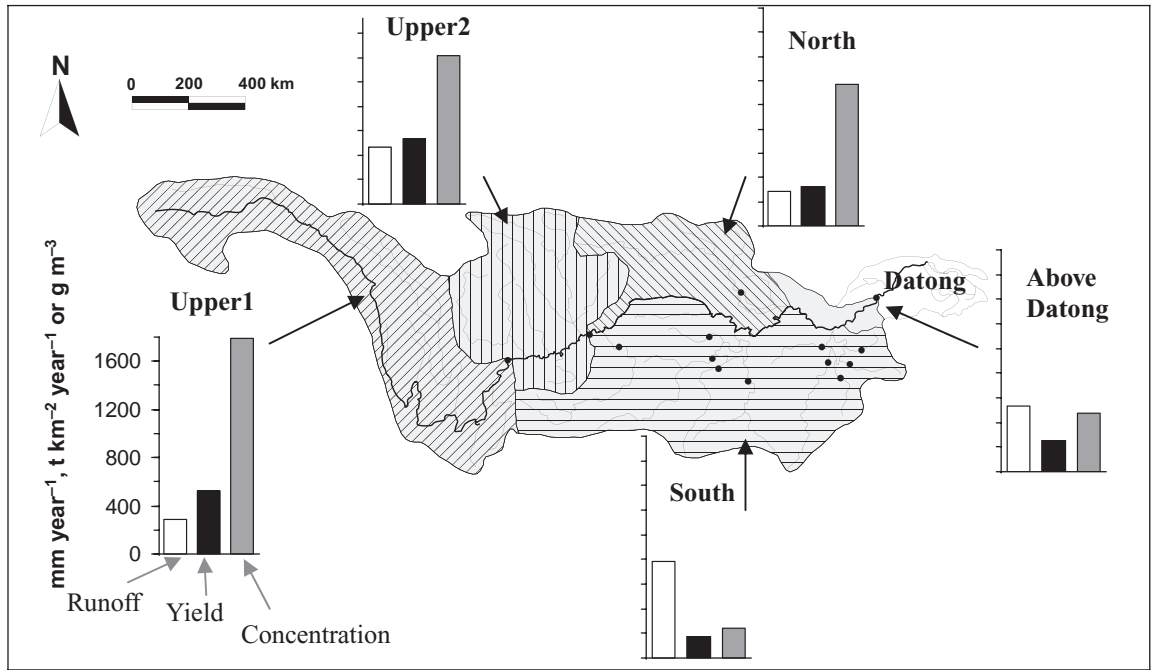 Upper2
North
N
0 200 400 km
Datong
Above
Datong
Upper1
mm year⁻¹, t km⁻² year⁻¹ or g m⁻³
1600
1200
800
400
0
South
Runoff
Yield
Concentration